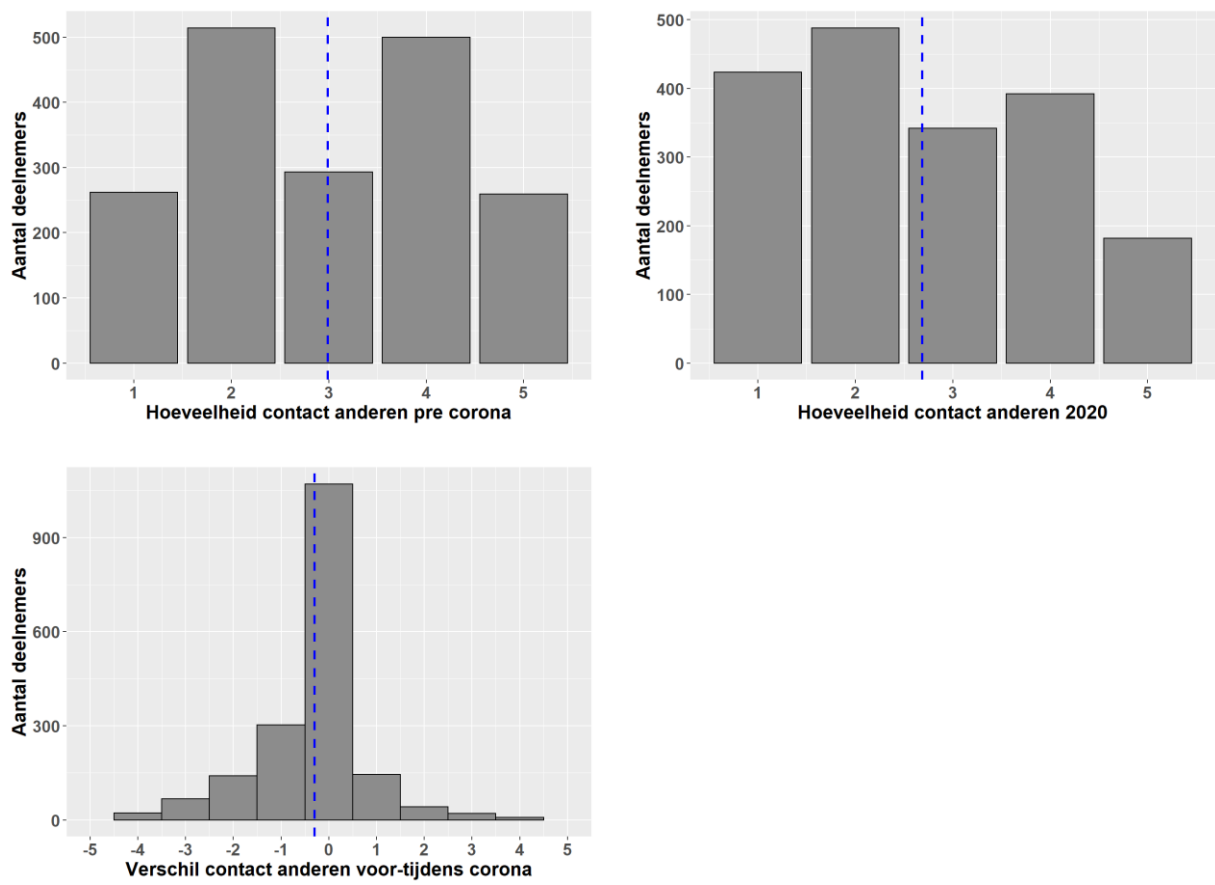 Aantal deelnemers
500
400
300
200
100
0
1 2 3 4 5
Hoeveelheid contact anderen pre corona
Aantal deelnemers
500
400
300
200
100
0
1 2 3 4 5
Hoeveelheid contact anderen 2020
Aantal deelnemers
900
600
300
0
-5 -4 -3 -2 -1 0 1 2 3 4 5
Verschil contact anderen voor-tijdens corona